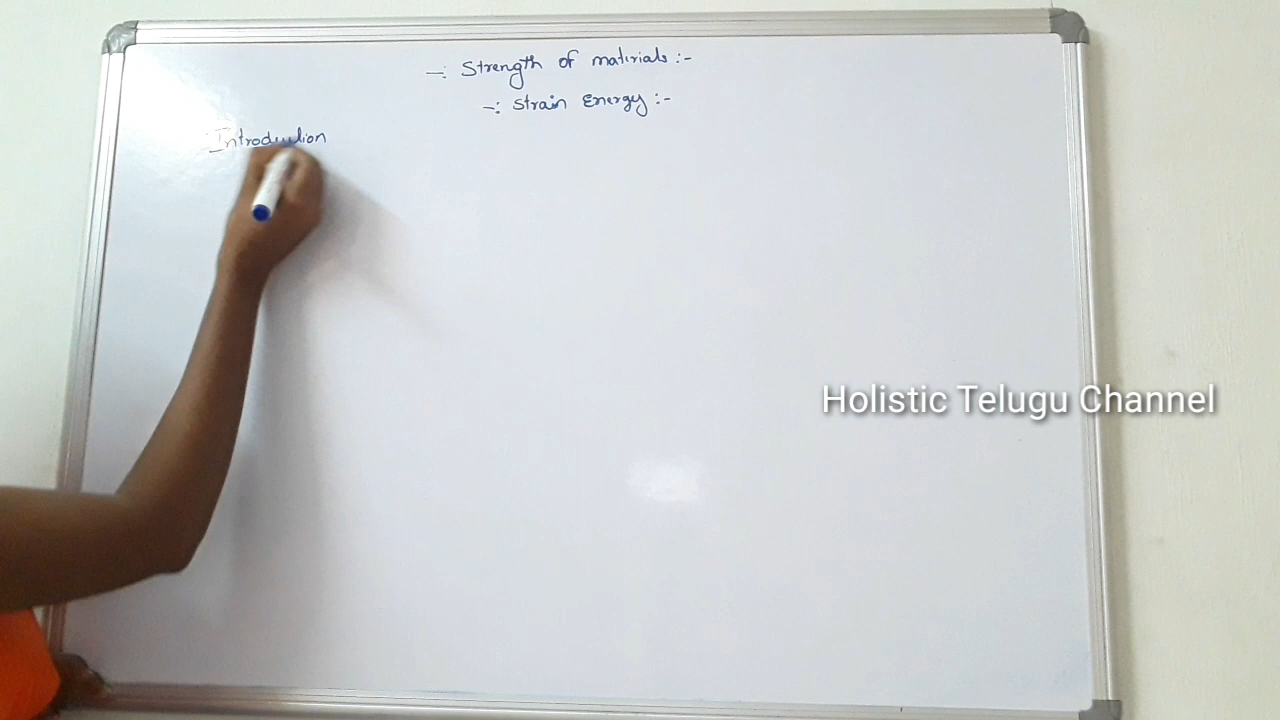 -: Strength of materials :-
-: Strain Energy :-
Introduction
Holistic Telugu Channel